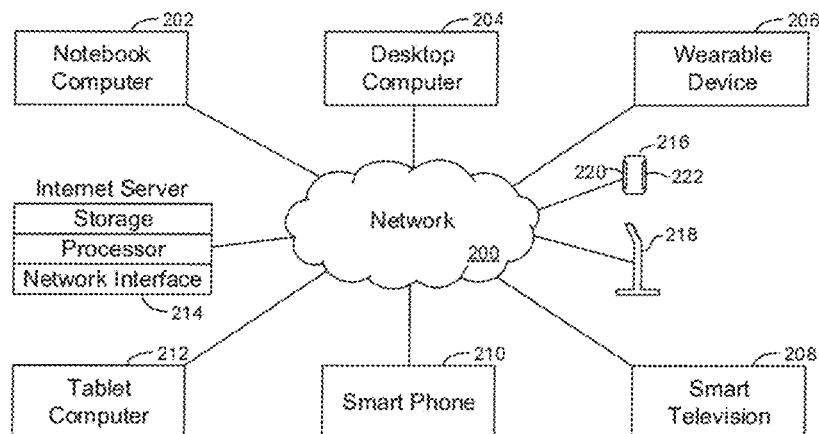 202
204
206
Notebook
Computer
Desktop
Computer
Wearable
Device
216
220
222
Internet Server
Storage
Processor
Network Interface
214
Network
200
218
212
210
208
Tablet
Computer
Smart Phone
Smart
Television